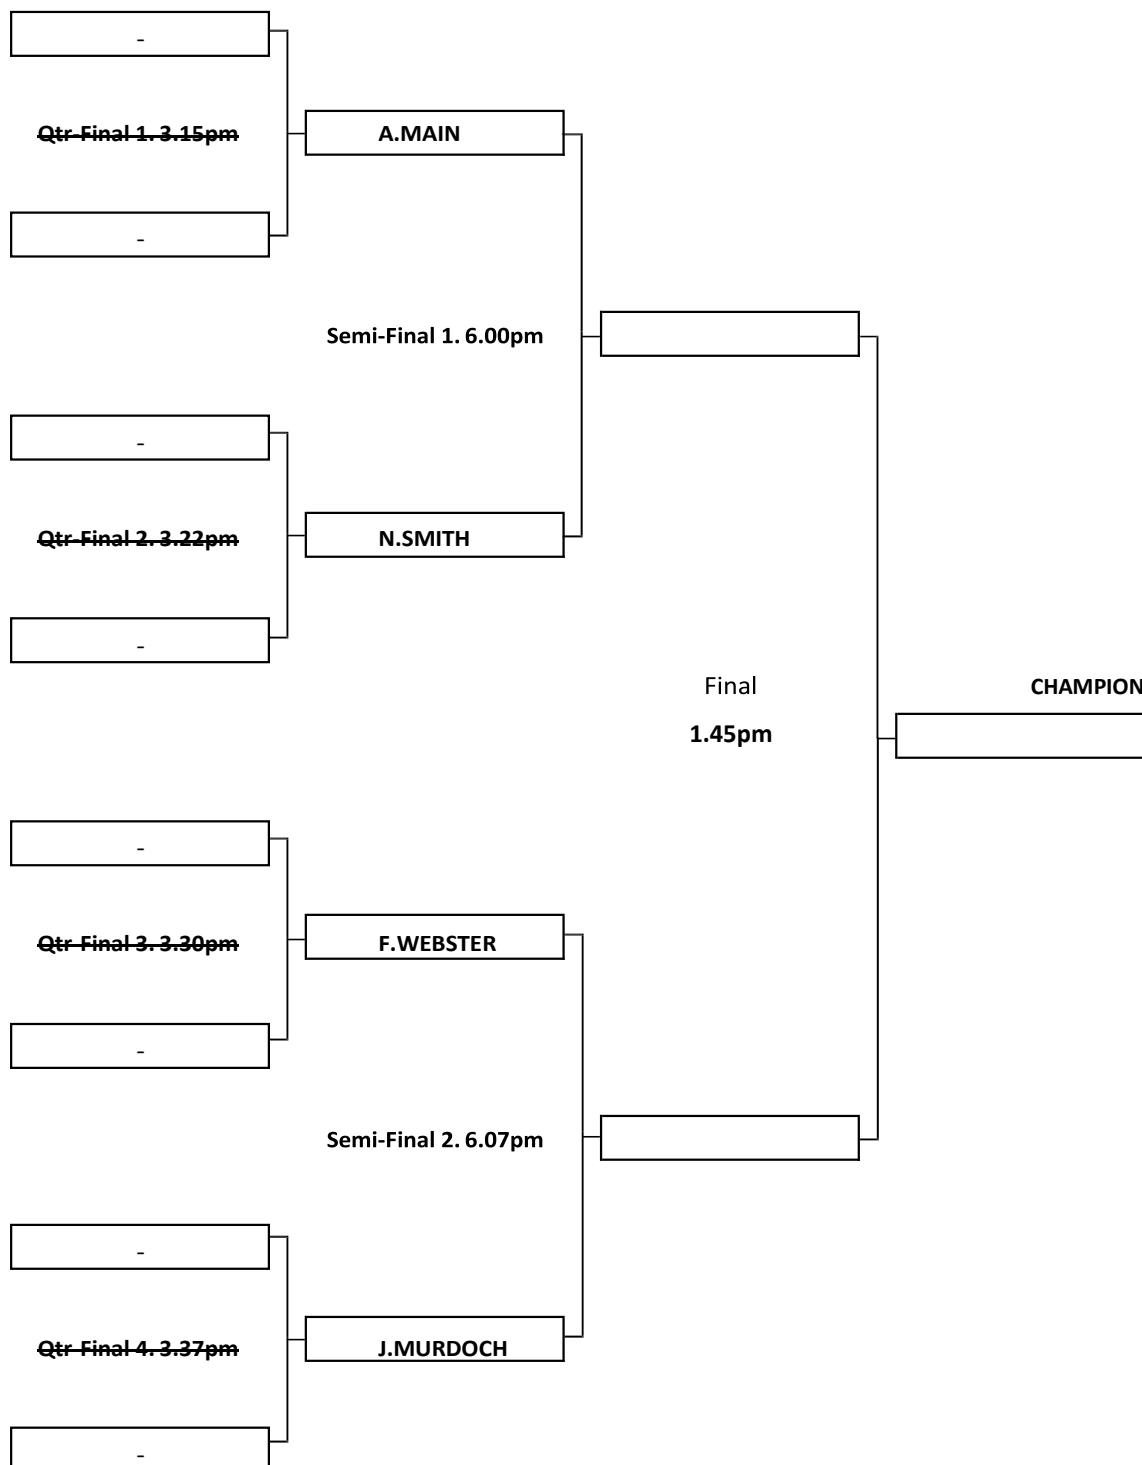 -
Qtr-Final 1. 3.15pm
A.MAIN
-
Semi-Final 1. 6.00pm
-
Qtr-Final 2. 3.22pm
N.SMITH
-
Final
CHAMPION
1.45pm
-
Qtr-Final 3. 3.30pm
F.WEBSTER
-
Semi-Final 2. 6.07pm
-
Qtr-Final 4. 3.37pm
J.MURDOCH
-